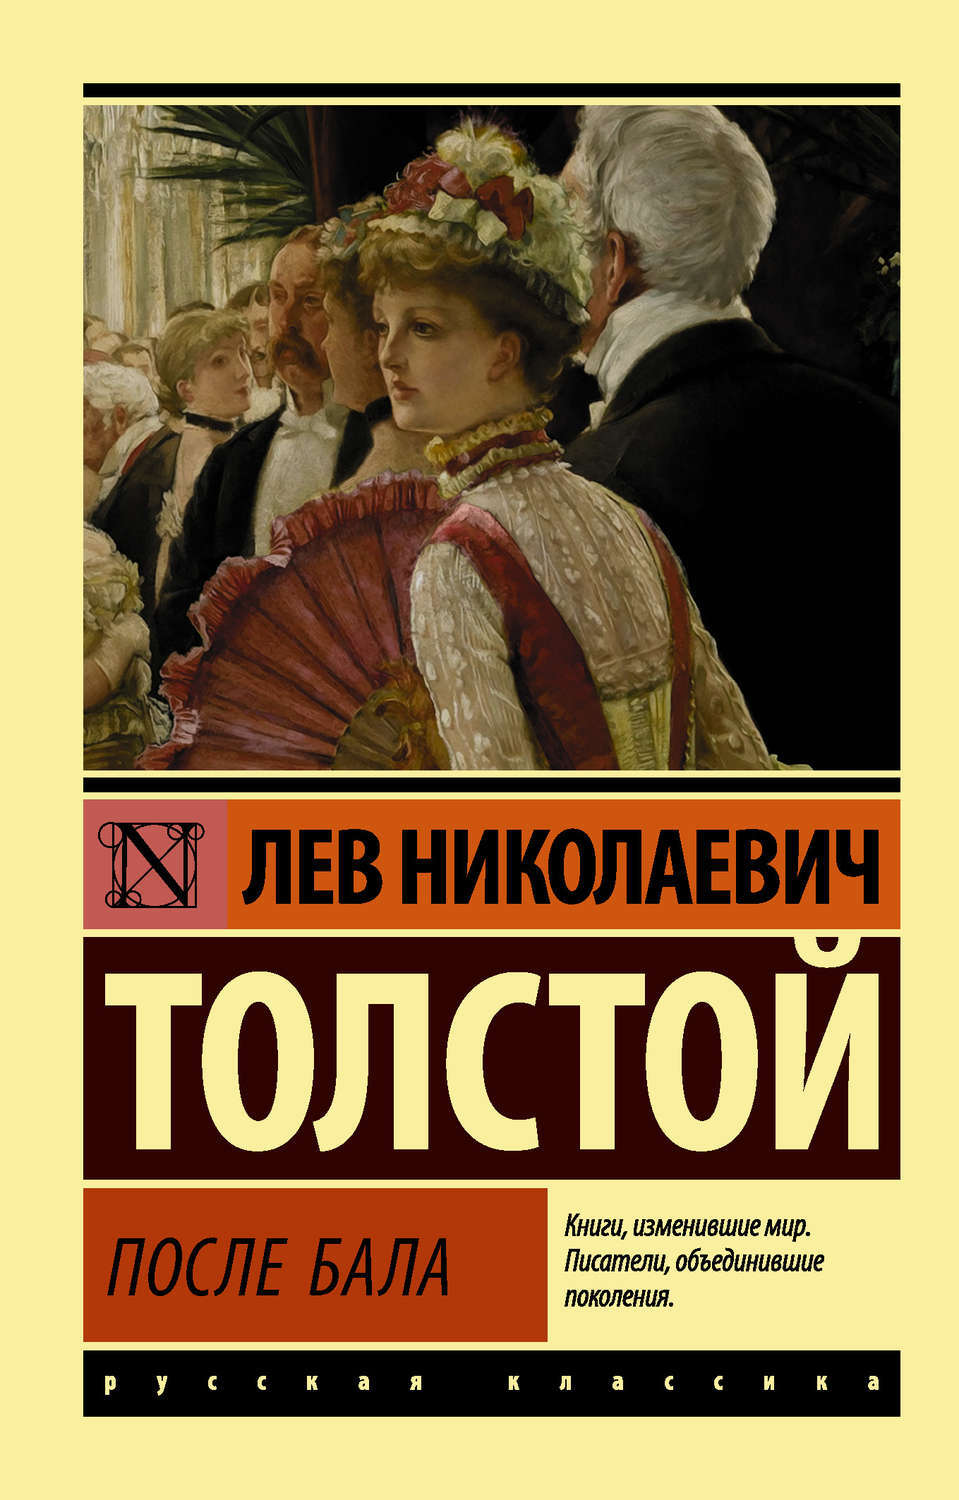 ЛЕВ НИКОЛАЕВИЧ
ТОЛСТОЙ
ПОСЛЕ БАЛА
Книги, изменившие мир.
Писатели, объединившие
поколения.
русская классика